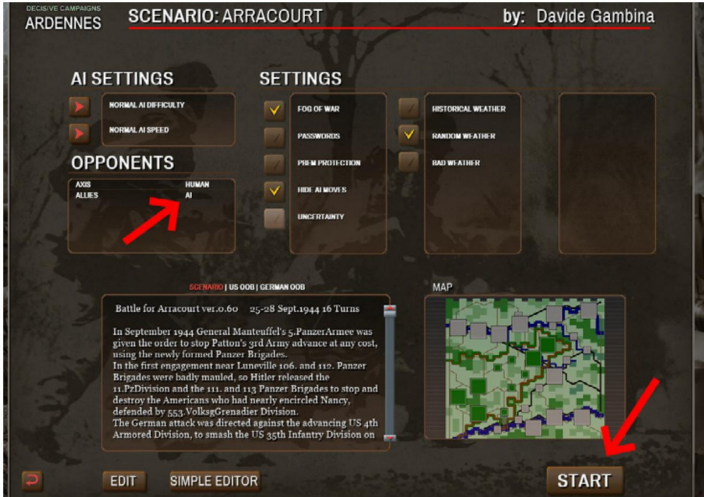 DECISIVE CAMPAIGNS
ARDENNES
SCENARIO: ARRACOURT
by: Davide Gambina
AI SETTINGS
NORMAL AI DIFFICULTY
NORMAL AI SPEED
OPPONENTS
AXIS HUMAN
ALLIES AI
SETTINGS
FOG OF WAR
PASSWORDS
PBEM PROTECTION
HIDE AI MOVES
UNCERTAINTY
HISTORICAL WEATHER
RANDOM WEATHER
BAD WEATHER
SCENARIO | US OOB | GERMAN OOB
Battle for Arracourt ver.0.60 25-28 Sept.1944 16 Turns
In September 1944 General Manteuffel's 5.PanzerArmee was
given the order to stop Patton's 3rd Army advance at any cost,
using the newly formed Panzer Brigades.
In the first engagement near Luneville 106. and 112. Panzer
Brigades were badly mauled, so Hitler released the
11.PzDivision and the 111. and 113 Panzer Brigades to stop and
destroy the Americans who had nearly encircled Nancy,
defended by 553.VolksgGrenadier Division.
The German attack was directed against the advancing US 4th
Armored Division, to smash the US 35th Infantry Division on
MAP
EDIT
SIMPLE EDITOR
START